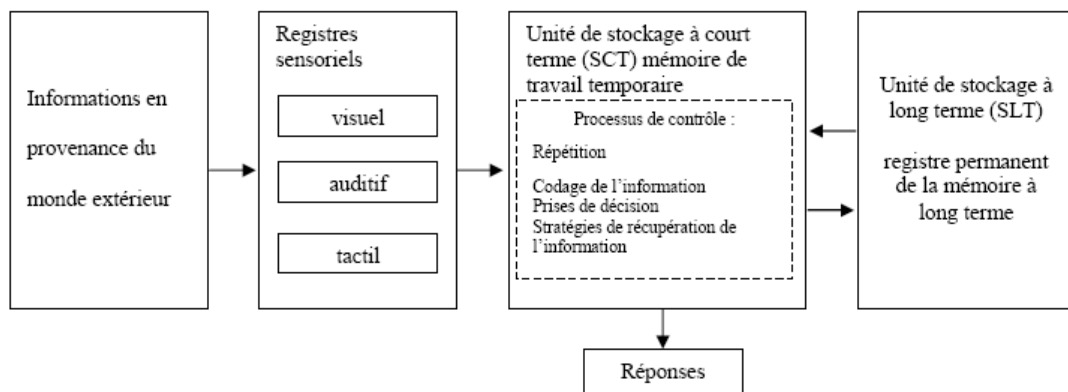 Informations en
provenance du
monde extérieur
Registres
sensoriels
visuel
auditif
tactil
Unité de stockage à court
terme (SCT) mémoire de
travail temporaire
Processus de contrôle :
Répétition
Codage de l’information
Prises de décision
Stratégies de récupération de
l’information
Unité de stockage à
long terme (SLT)
registre permanent
de la mémoire à
long terme
Réponses